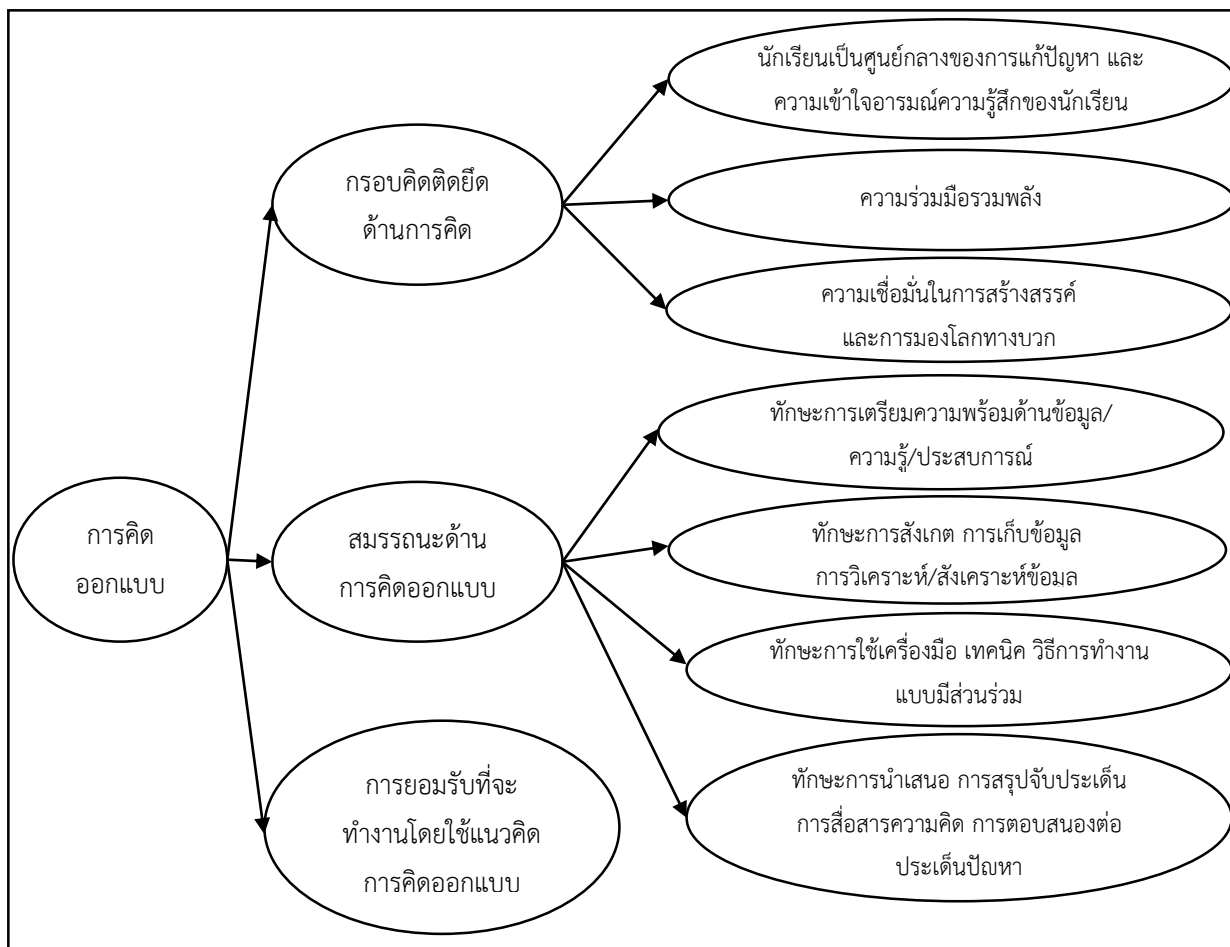 นักเรียนเป็นศูนย์กลางของการแก้ปัญหา และ
ความเข้าใจอารมณ์ความรู้สึกของนักเรียน
กรอบคิดติดยึด
ด้านการคิด
ความร่วมมือรวมพลัง
ความเชื่อมั่นในการสร้างสรรค์
และการมองโลกทางบวก
ทักษะการเตรียมความพร้อมด้านข้อมูล/
ความรู้/ประสบการณ์
การคิด
ออกแบบ
สมรรถนะด้าน
การคิดออกแบบ
ทักษะการสังเกต การเก็บข้อมูล
การวิเคราะห์/สังเคราะห์ข้อมล
ทักษะการใช้เครื่องมือ เทคนิค วิธีการทำงาน
แบบมีส่วนร่วม
การยอมรับที่จะ
ทำงานโดยใช้แนวคิด
การคิดออกแบบ
ทักษะการนำเสนอ การสรุปจับประเด็น
การสื่อสารความคิด การตอบสนองต่อ
ประเด็นปัญหา